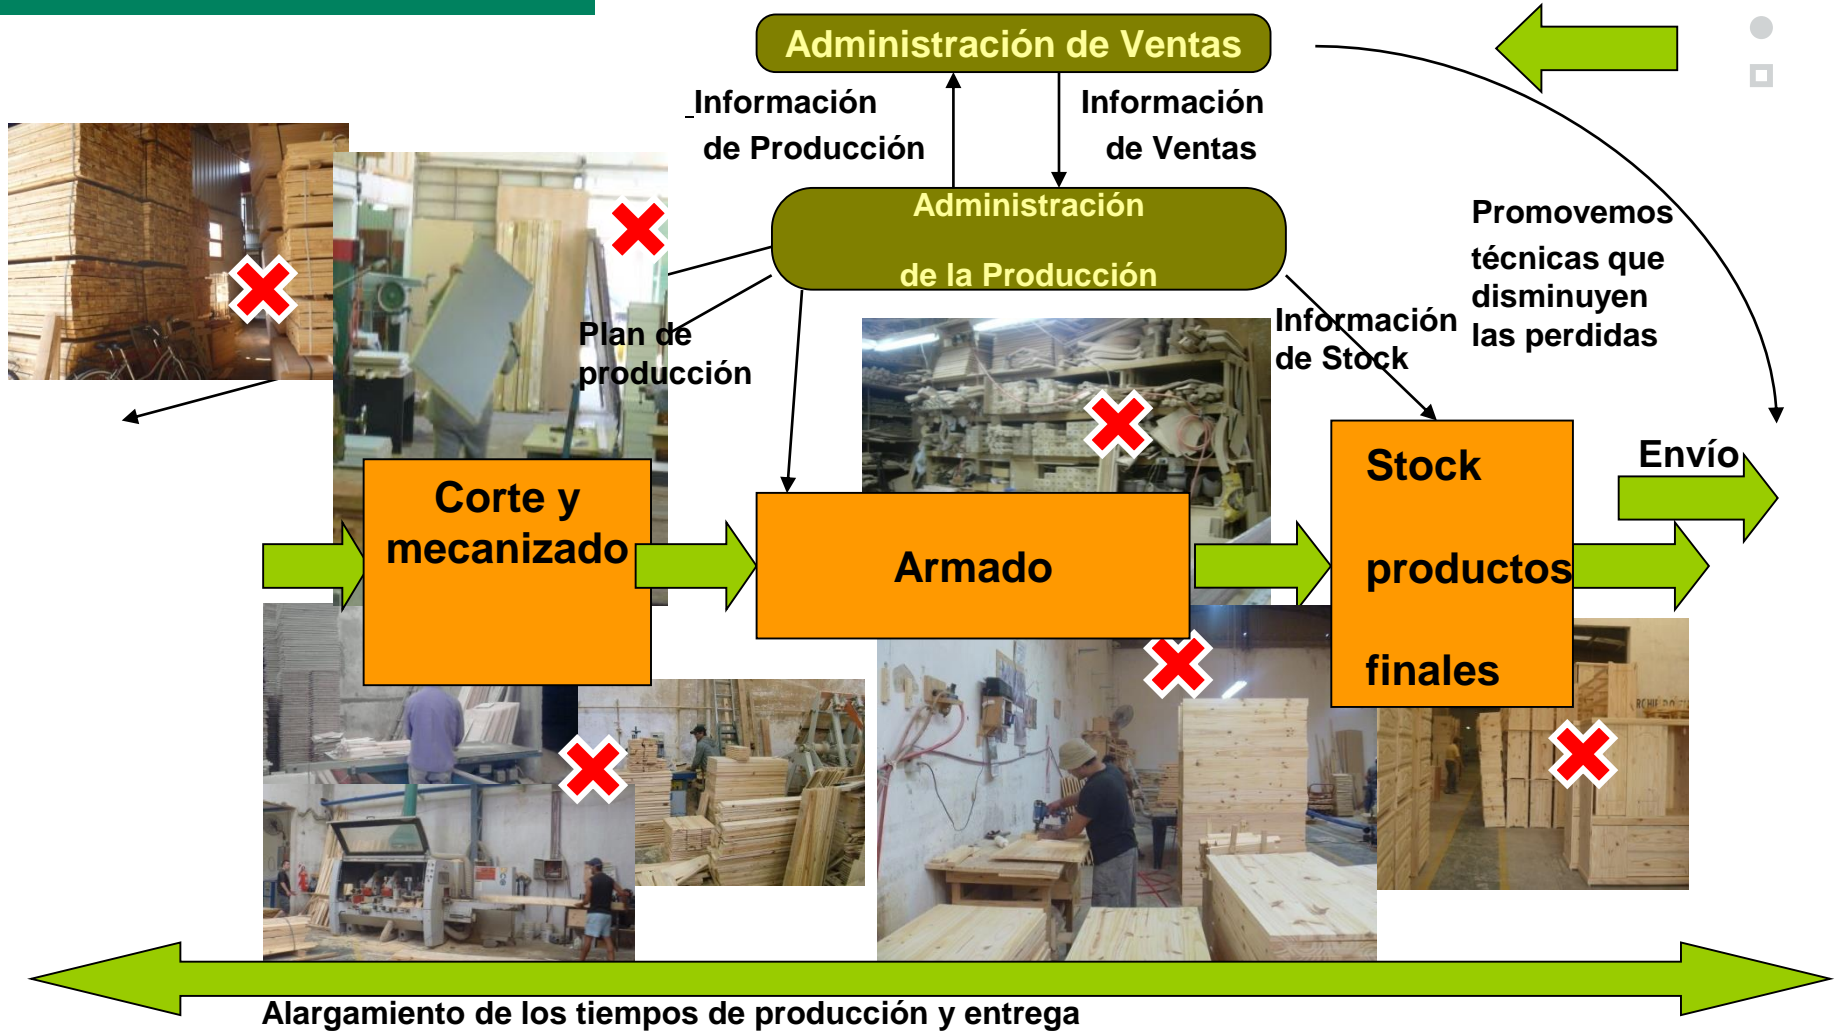 Administración de Ventas
Información
de Producción
Información
de Ventas
Administración
de la Producción
Promovemos
técnicas que
disminuyen
las perdidas
Plan de
producción
Información
de Stock
Envío
Corte y
mecanizado
Armado
Stock
productos
finales
Alargamiento de los tiempos de producción y entrega